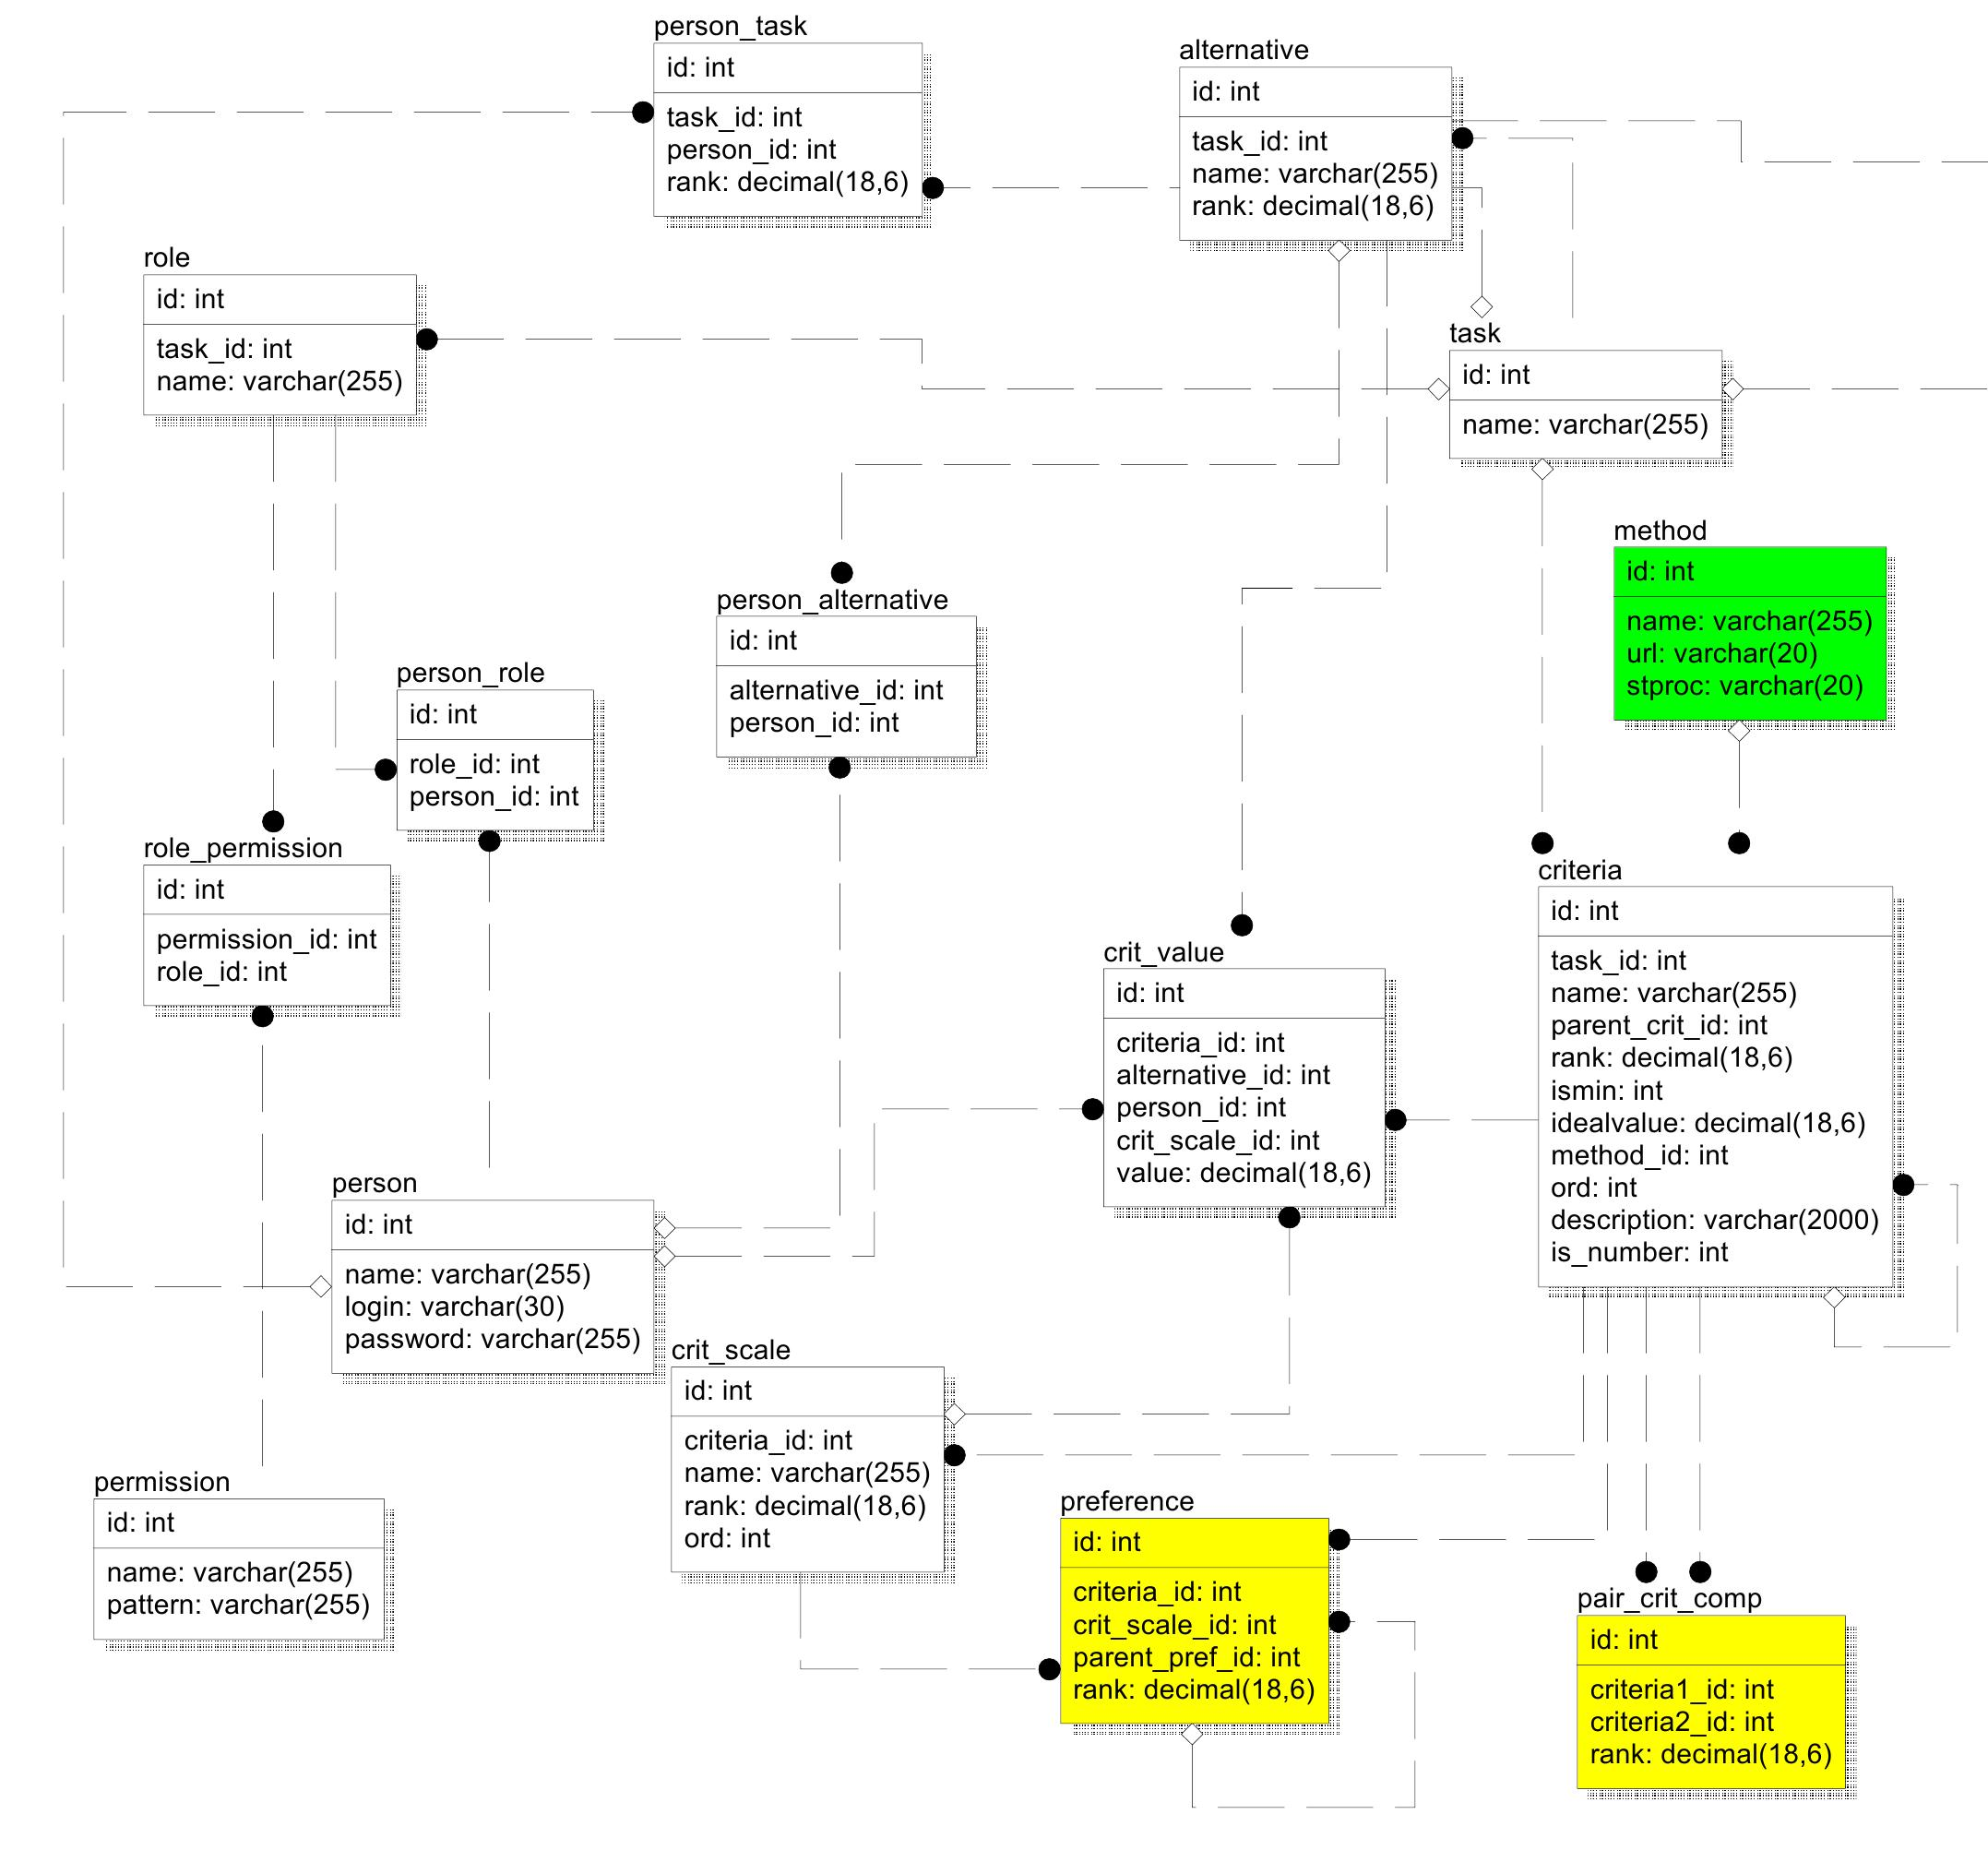 person_task
id: int
task_id: int
person_id: int
rank: decimal(18,6)
alternative
id: int
task_id: int
name: varchar(255)
rank: decimal(18,6)
role
id: int
task_id: int
name: varchar(255)
task
id: int
name: varchar(255)
method
id: int
name: varchar(255)
url: varchar(20)
stproc: varchar(20)
person_alternative
id: int
alternative_id: int
person_id: int
person_role
id: int
role_id: int
person_id: int
role_permission
id: int
permission_id: int
role_id: int
criteria
id: int
task_id: int
name: varchar(255)
parent_crit_id: int
rank: decimal(18,6)
ismin: int
idealvalue: decimal(18,6)
method_id: int
ord: int
description: varchar(2000)
is_number: int
crit_value
id: int
criteria_id: int
alternative_id: int
person_id: int
crit_scale_id: int
value: decimal(18,6)
person
id: int
name: varchar(255)
login: varchar(30)
password: varchar(255)
crit_scale
id: int
criteria_id: int
name: varchar(255)
rank: decimal(18,6)
ord: int
permission
id: int
name: varchar(255)
pattern: varchar(255)
preference
id: int
criteria_id: int
crit_scale_id: int
parent_pref_id: int
rank: decimal(18,6)
pair_crit_comp
id: int
criteria1_id: int
criteria2_id: int
rank: decimal(18,6)